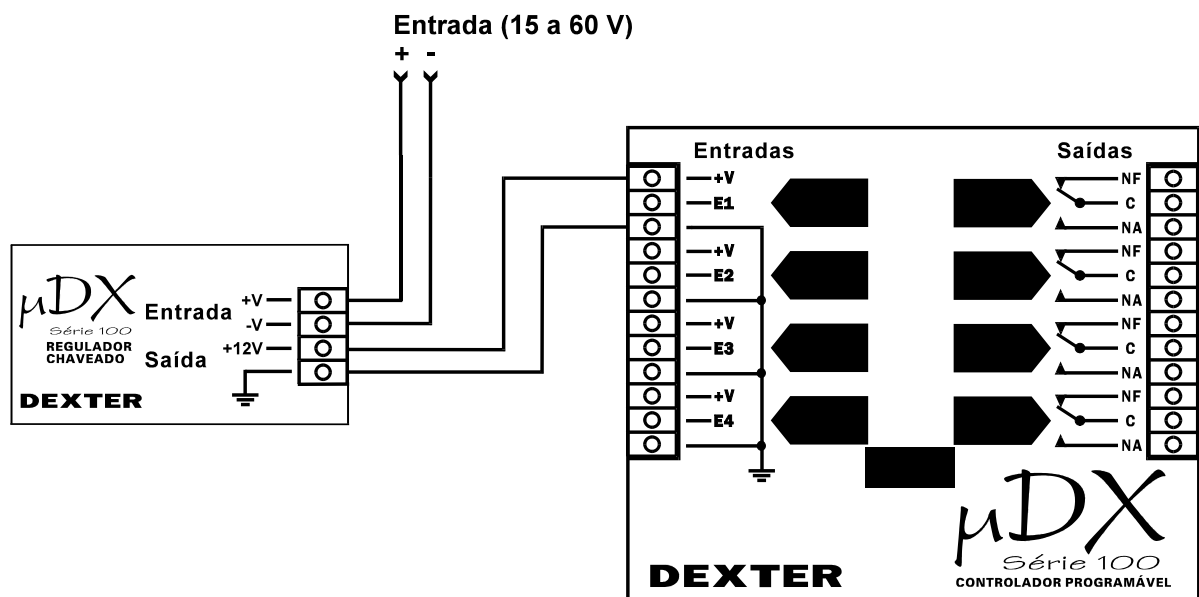 Entrada (15 a 60 V)
+ -
µDX
Série 100
REGULADOR
CHAVEADO
DEXTER
Entrada
+V
-V
Saída
+12V
Entradas
+V
E1
+V
E2
+V
E3
+V
E4
Saídas
NF
C
NA
NF
C
NA
NF
C
NA
NF
C
NA
DEXTER
µDX
Série 100
CONTROLADOR PROGRAMÁVEL